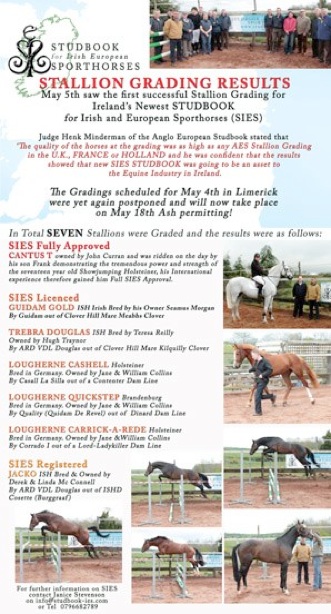 STUDBOOK
for Irish European
SPORTHORSES
STALLION GRADING RESULTS
May 5th saw the first successful Stallion Grading for
Ireland's Newest STUDBOOK
for Irish and European Sporthorses (SIES)
Judge Henk Minderman of the Anglo European Studbook stated that
"The quality of the horses at the grading was as high as any AES Stallion Grading
in the U.K., FRANCE or HOLLAND and he was confident that the results
showed that new SIES STUDBOOK was going to be an asset to
the Equine Industry in Ireland.
The Gradings scheduled for May 4th in Limerick
were yet again postponed and will now take place
on May 18th Ash permitting!
In Total SEVEN Stallions were Graded and the results were as follows:
SIES Fully Approved
CANTUS T owned by John Curran and was ridden on the day by
his son Frank demonstrating the tremendous power and strength of
the seventeen year old Showjumping Holsteiner, his International
experience therefore gained him Full SIES Approval.
SIES Licenced
GUIDAM GOLD ISH Irish Bred by his Owner Seamus Morgan
By Guidam out of Clover Hill Mare Meabhs Clover
TREBRA DOUGLAS ISH Bred by Teresa Reilly
Owned by Hugh Traynor
By ARD VDL Douglas out of Clover Hill Mare Kilquilly Clover
LOUGHERNE CASHELL Holsteiner
Bred in Germany. Owned by Jane & William Collins
By Casall La Silla out of a Contenter Dam Line
LOUGHERNE QUICKSTEP Brandenburg
Bred in Germany. Owned by Jane & William Collins
By Quality (Quidam De Revel) out of Dinard Dam Line
LOUGHERNE CARRICK-A-REDE Holsteiner
Bred in Germany. Owned by Jane &William Collins
By Corrado I out of a Lord-Ladykiller Dam Line
SIES Registered
JACKO ISH Bred & Owned by
Derek & Linda Mc Connell
By ARD VDL Douglas out of ISHD
Cosette (Burggraaf)
For further information on SIES
contact Janice Stevenson
on info@studbook-ies.com
or Tel 0796682789